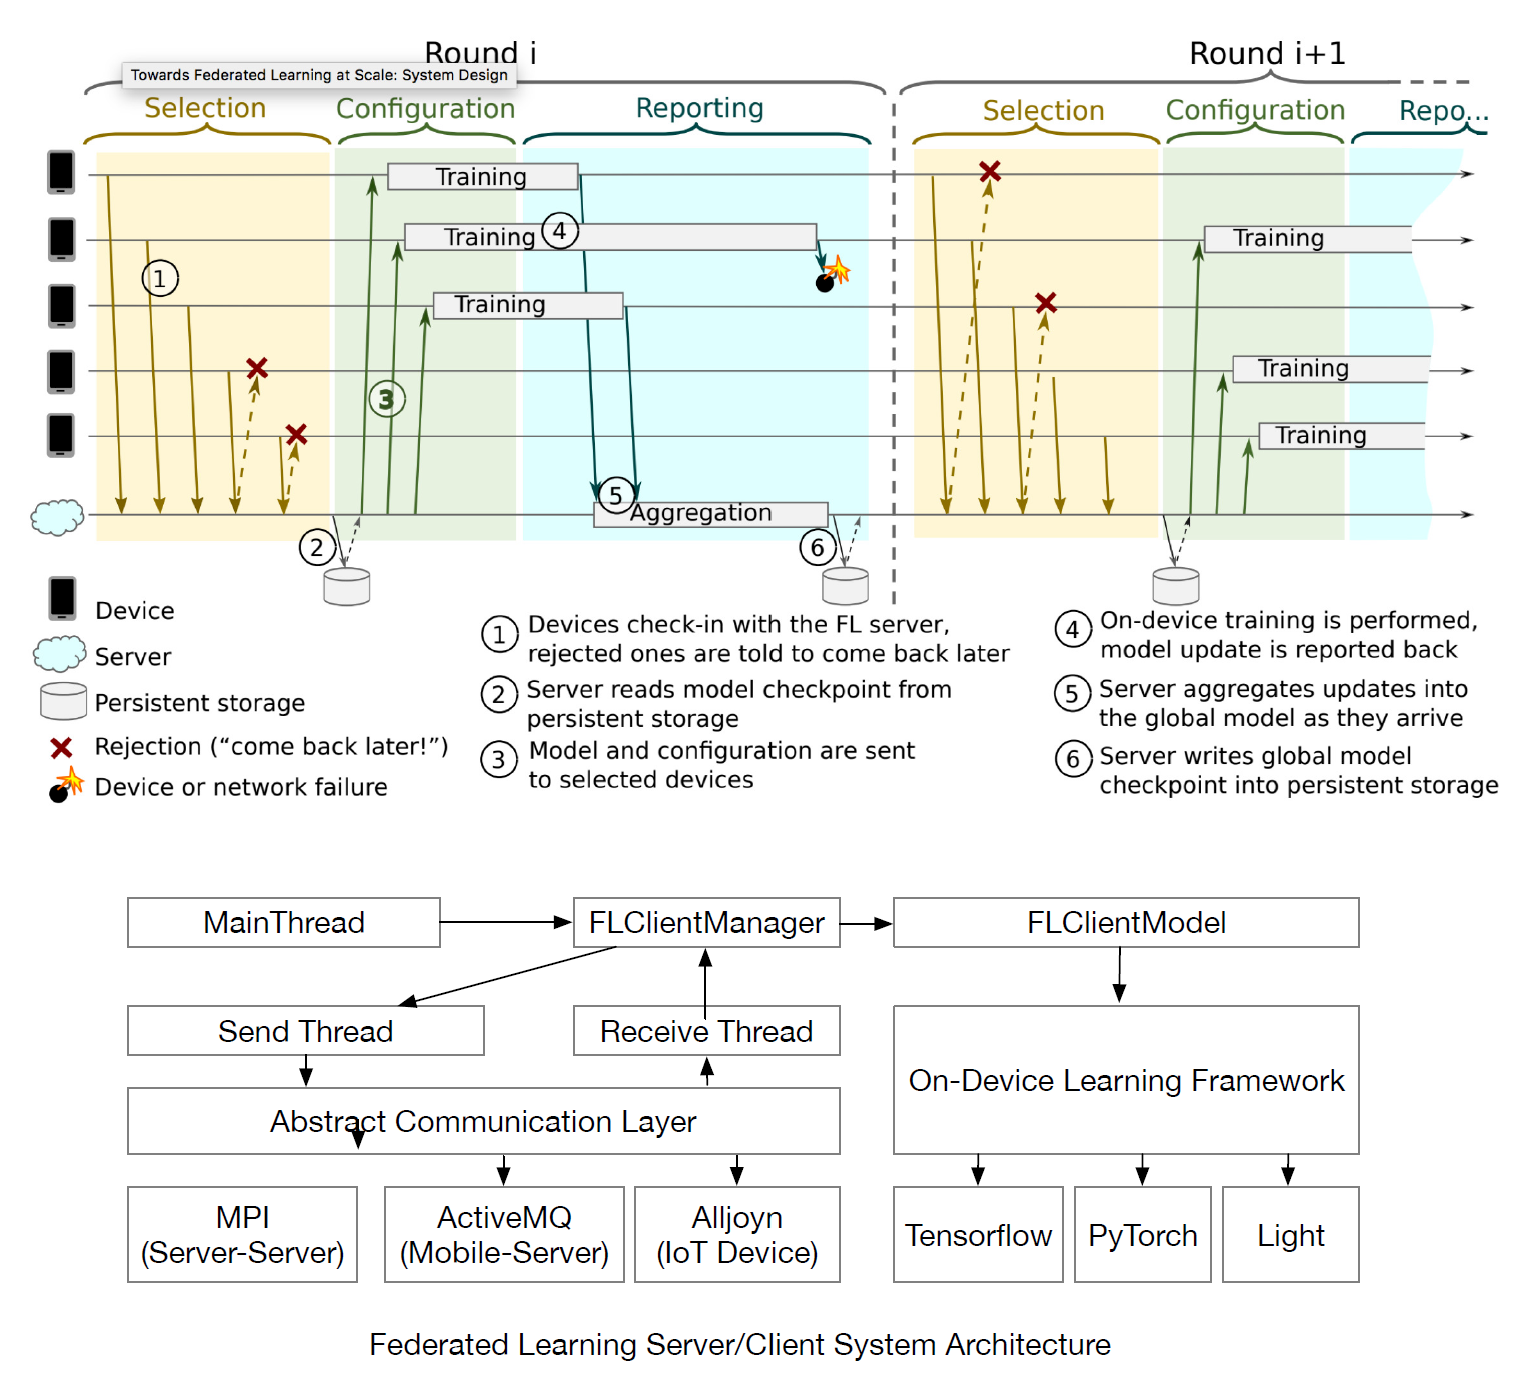 Round i
Round i+1
Towards Federated Learning at Scale: System Design
Selection
Configuration
Reporting
Selection
Configuration
Repo...
Training
Training
4
Training
Training
1
Training
3
Training
5
Aggregation
2
6
Device
Server
Persistent storage
Rejection (“come back later!”)
Device or network failure
1
Devices check-in with the FL server,
rejected ones are told to come back later
2
Server reads model checkpoint from
persistent storage
3
Model and configuration are sent
to selected devices
4
On-device training is performed,
model update is reported back
5
Server aggregates updates into
the global model as they arrive
6
Server writes global model
checkpoint into persistent storage
MainThread
FLClientManager
FLClientModel
Send Thread
Receive Thread
On-Device Learning Framework
Abstract Communication Layer
MPI
(Server-Server)
ActiveMQ
(Mobile-Server)
Alljoyn
(IoT Device)
Tensorflow
PyTorch
Light
Federated Learning Server/Client System Architecture